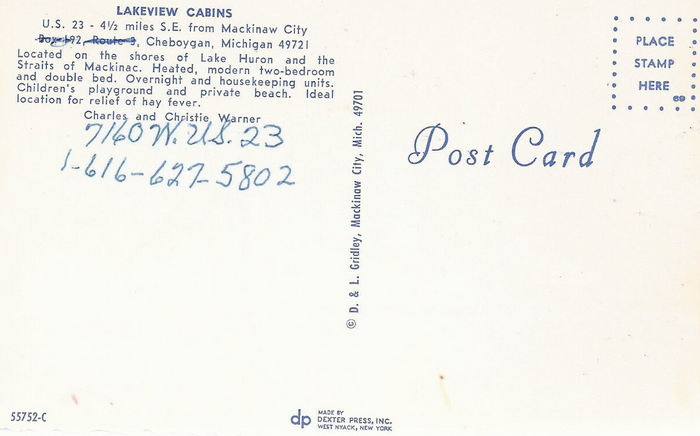 LAKEVIEW CABINS
U.S. 23 - 4½ miles S.E. from Mackinaw City
Box 192, Route 3, Cheboygan, Michigan 49721
Located on the shores of Lake Huron and the
Straits of Mackinac. Heated, modern two-bedroom
and double bed. Overnight and housekeeping units.
Children's playground and private beach. Ideal
location for relief of hay fever.
Charles and Christie Warner
7160 W. U.S. 23
1-616-627-5802
© D. & L. Gridley, Mackinaw City, Mich. 49701
PLACE
STAMP
HERE
69
Post Card
55752-C
dp
MADE BY
DEXTER PRESS, INC.
WEST NYACK, NEW YORK